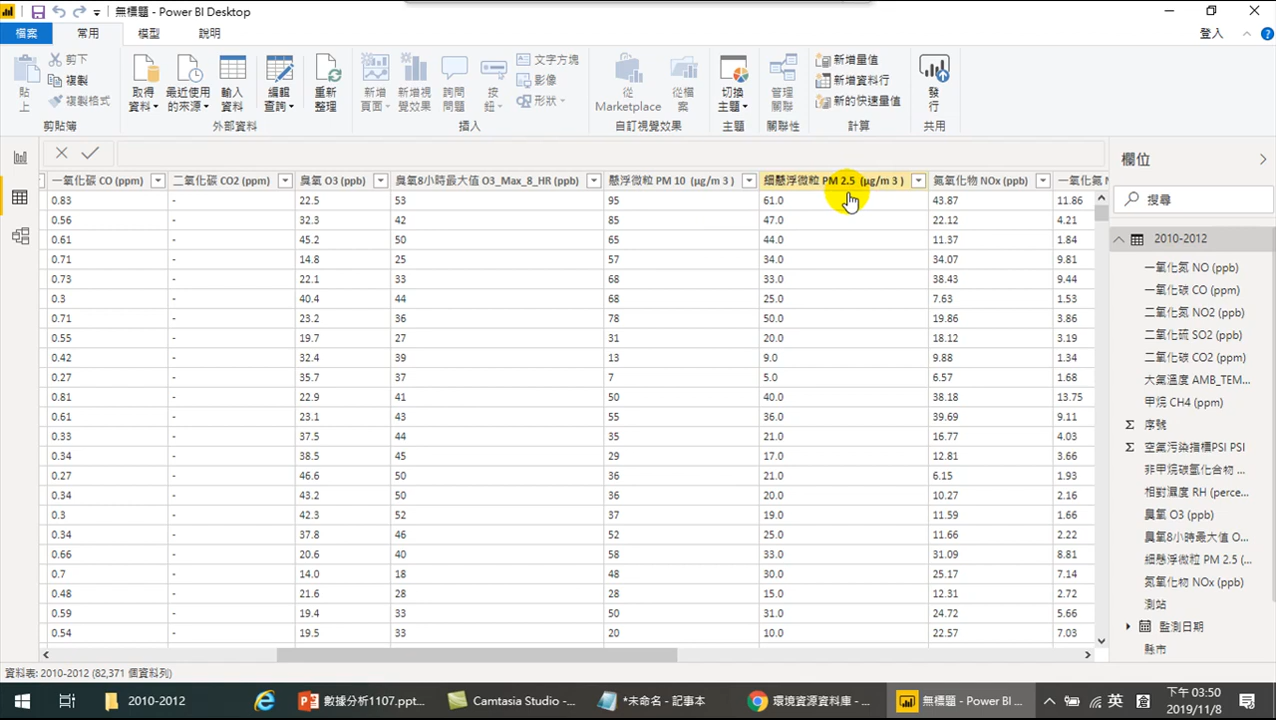 無標題 - Power BI Desktop
檔案 常用 模型 說明 登入
貼上 剪下 複製 複製格式
取得資料 最近使用的來源 輸入資料 編輯查詢 重新整理
新增頁面 新增視覺效果 詢問問題 按鈕 文字方塊 影像 形狀
從 Marketplace 從檔案 切換主題 管理關聯
新增量值 新增資料行 新的快速量值 發行
剪貼簿 外部資料 插入 自訂視覺效果 主題 關聯性 計算 共用
一氧化碳 CO (ppm) 二氧化碳 CO2 (ppm) 臭氧 O3 (ppb) 臭氧8小時最大值 O3_Max_8_HR (ppb) 懸浮微粒 PM 10 (μg/m 3 ) 細懸浮微粒 PM 2.5 (μg/m 3 ) 氮氧化物 NOx (ppb) 一氧化氮
0.83 - 22.5 53 95 61.0 43.87 11.86
0.56 - 32.3 42 85 47.0 22.12 4.21
0.61 - 45.2 50 65 44.0 11.37 1.84
0.71 - 14.8 25 57 34.0 34.07 9.81
0.73 - 22.1 33 68 33.0 38.43 9.44
0.3 - 40.4 44 68 25.0 7.63 1.53
0.71 - 23.2 36 78 50.0 19.86 3.86
0.55 - 19.7 27 31 20.0 18.12 3.19
0.42 - 32.4 39 13 9.0 9.88 1.34
0.27 - 35.7 37 7 5.0 6.57 1.68
0.81 - 22.9 41 50 40.0 38.18 13.75
0.61 - 23.1 43 55 36.0 39.69 9.11
0.33 - 37.5 44 35 21.0 16.77 4.03
0.34 - 38.5 45 29 17.0 12.81 3.66
0.27 - 46.6 50 36 21.0 6.15 1.93
0.34 - 43.2 50 36 20.0 10.27 2.16
0.3 - 42.3 52 37 19.0 11.59 1.66
0.34 - 37.8 46 52 25.0 11.66 2.22
0.66 - 20.6 40 58 33.0 31.09 8.81
0.7 - 14.0 18 48 30.0 25.17 7.14
0.48 - 21.6 28 28 15.0 12.31 2.72
0.59 - 19.4 33 50 31.0 24.72 5.66
0.54 - 19.5 33 20 10.0 22.57 7.03
欄位
搜尋
2010-2012
一氧化氮 NO (ppb)
一氧化碳 CO (ppm)
二氧化氮 NO2 (ppb)
二氧化硫 SO2 (ppb)
二氧化碳 CO2 (ppm)
大氣溫度 AMB_TEM...
甲烷 CH4 (ppm)
Σ 序號
Σ 空氣污染指標PSI PSI
非甲烷碳氫化合物 ...
相對濕度 RH (perce...
臭氧 O3 (ppb)
臭氧8小時最大值 O...
細懸浮微粒 PM 2.5 (...
氮氧化物 NOx (ppb)
測站
監測日期
縣市
資料表: 2010-2012 (82,371 個資料列)
2010-2012 數據分析1107.ppt... Camtasia Studio -... *未命名 - 記事本 環境資源資料庫 - ... 無標題 - Power BI ... 英 下午 03:50
2019/11/8